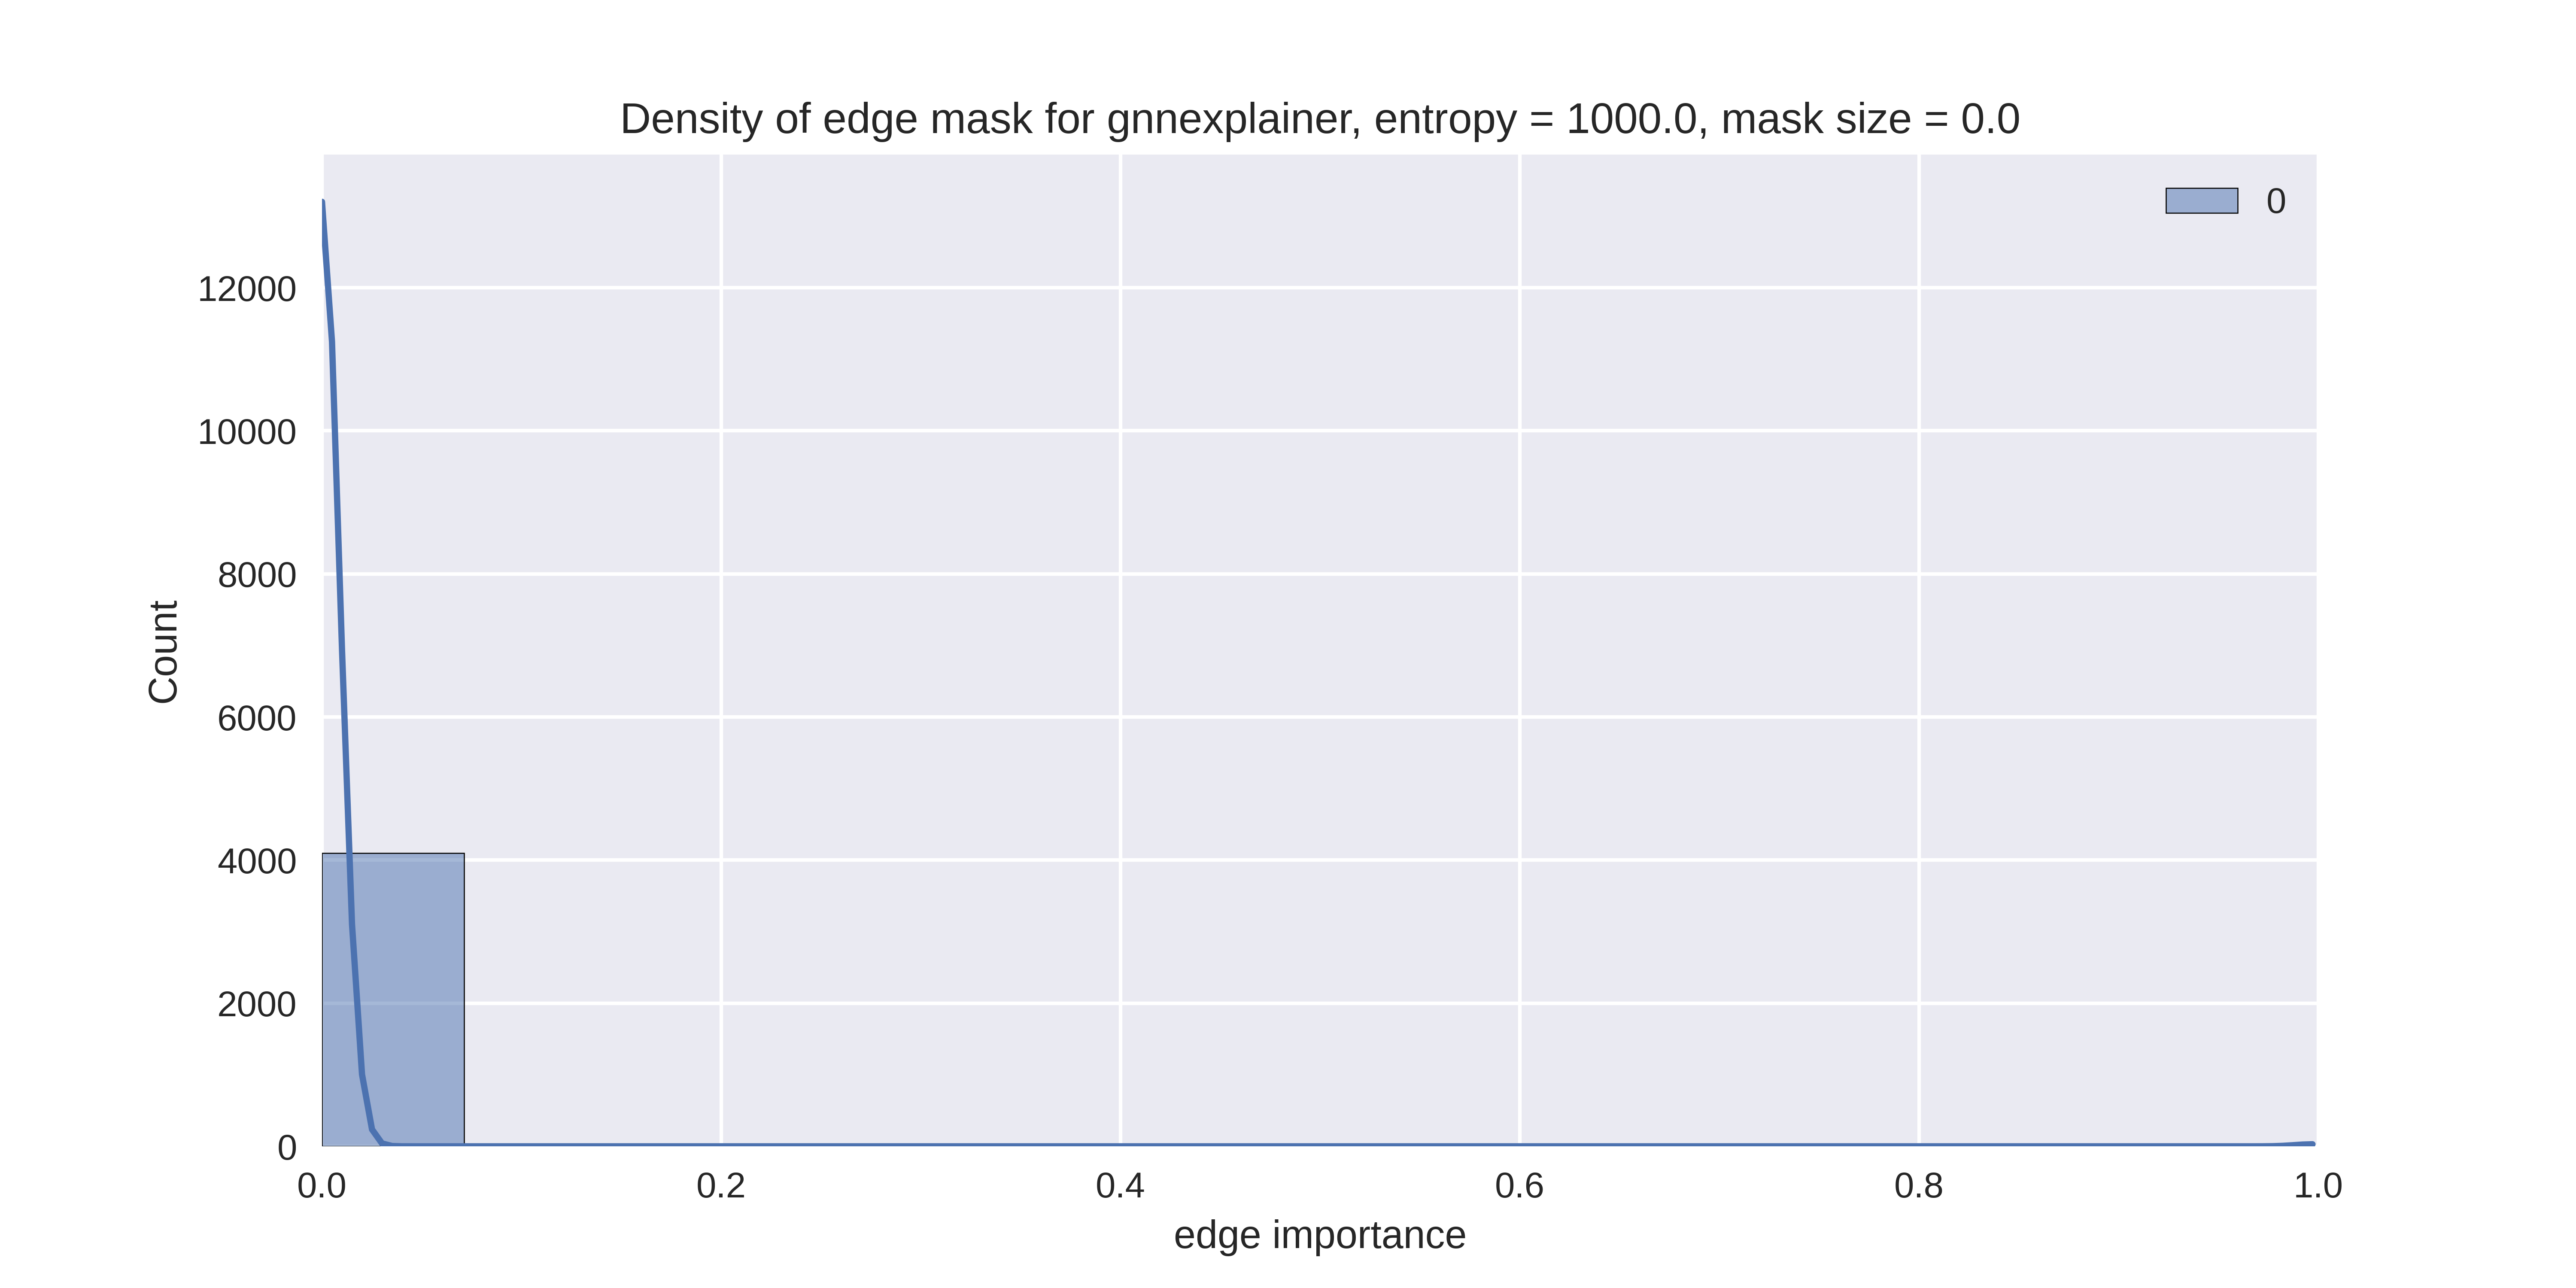 Density of edge mask for gnnexplainer, entropy = 1000.0, mask size = 0.0
0
12000
10000
8000
6000
4000
2000
0
Count
0.0 0.2 0.4 0.6 0.8 1.0
edge importance